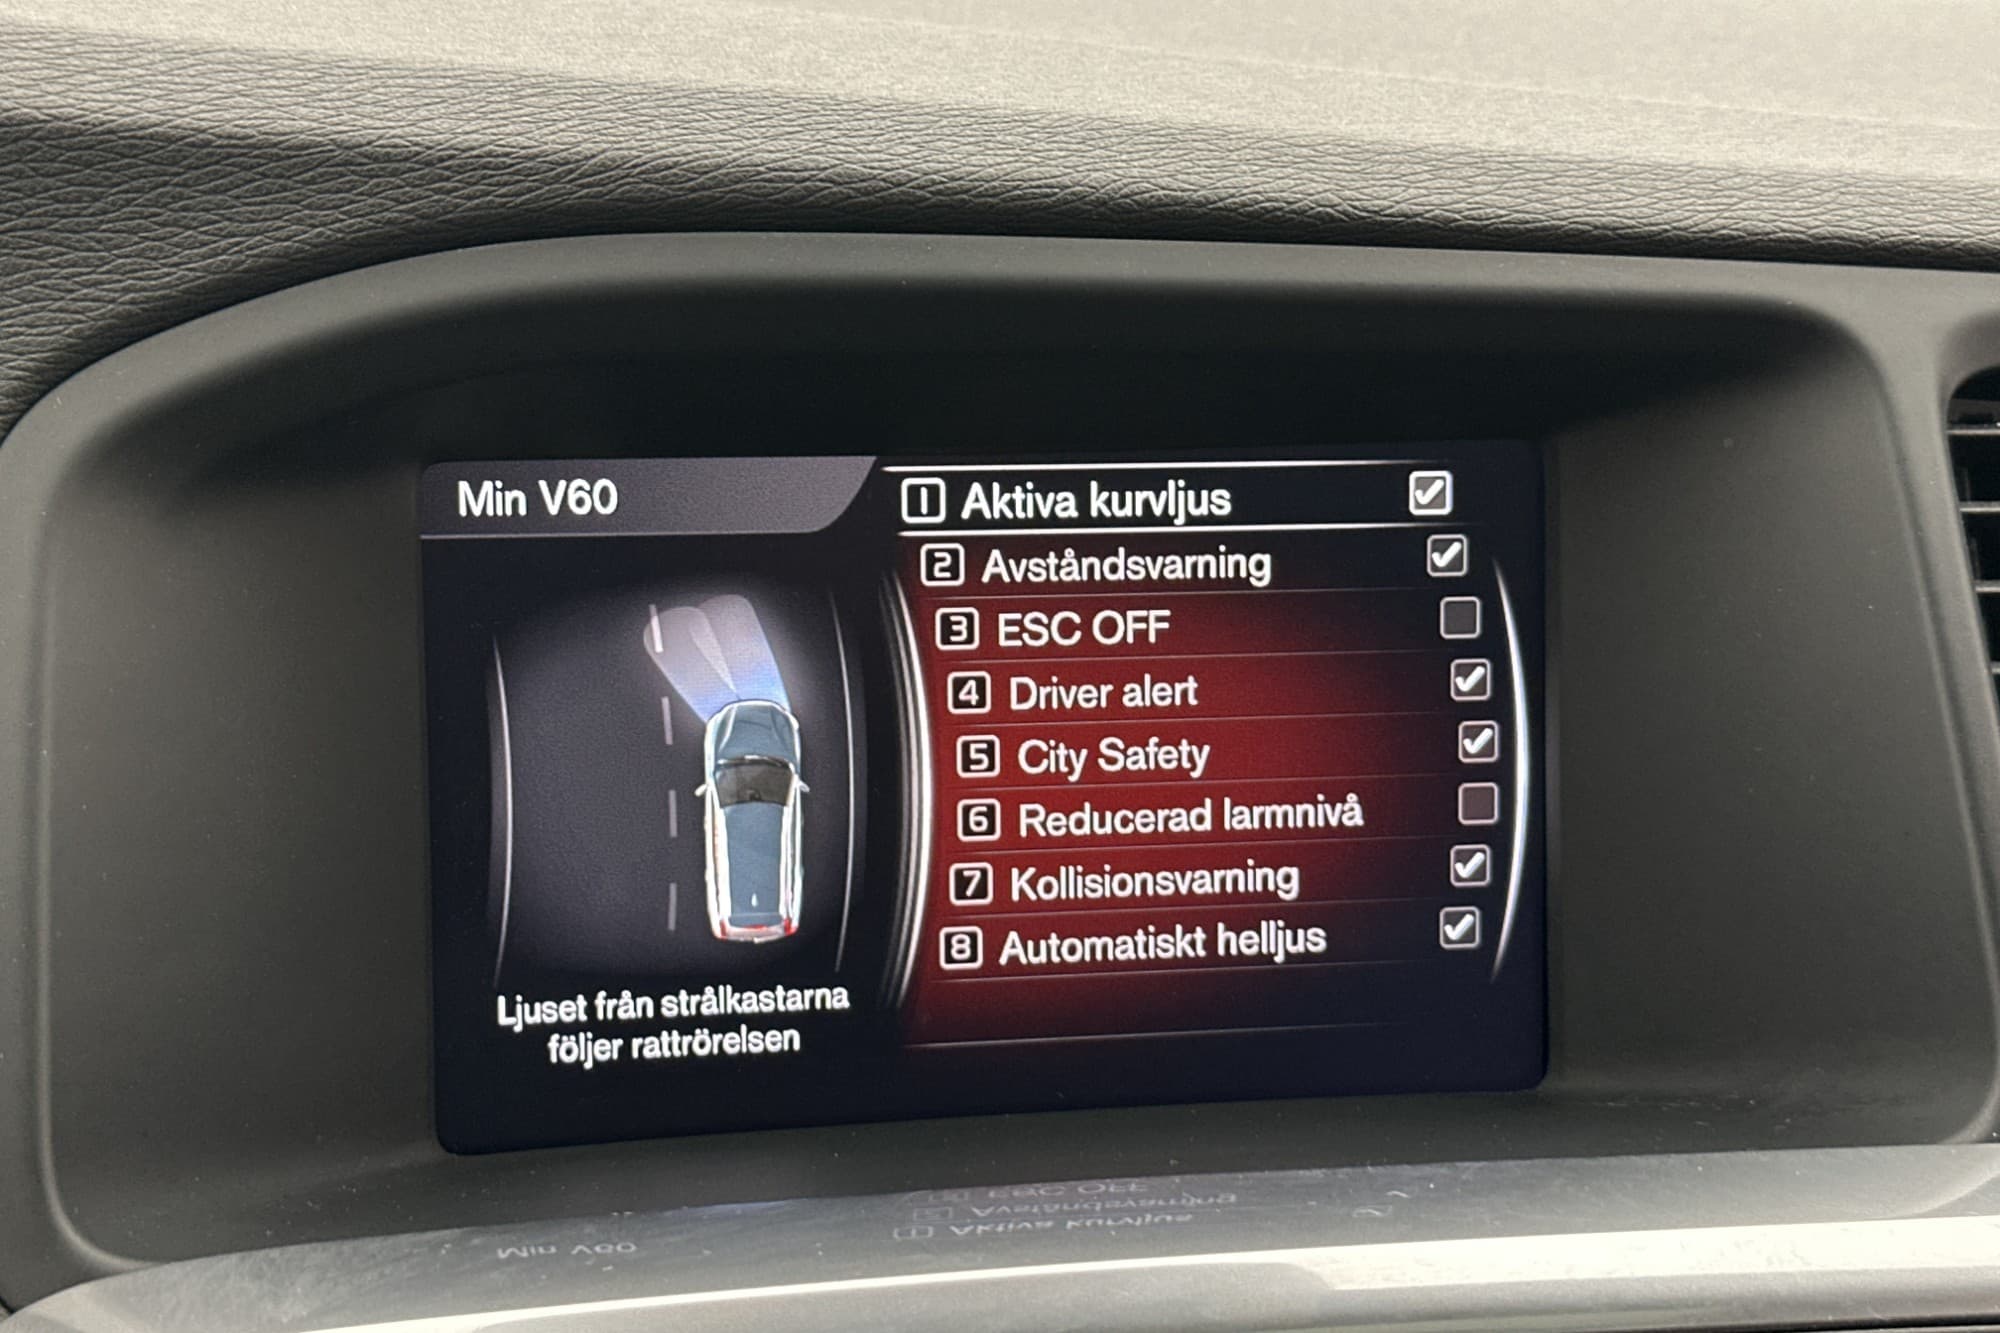 Min V60
1 Aktiva kurvljus
2 Avståndsvarning
3 ESC OFF
4 Driver alert
5 City Safety
6 Reducerad larmnivå
7 Kollisionsvarning
8 Automatiskt helljus
Ljuset från strålkastarna
följer rattrörelsen